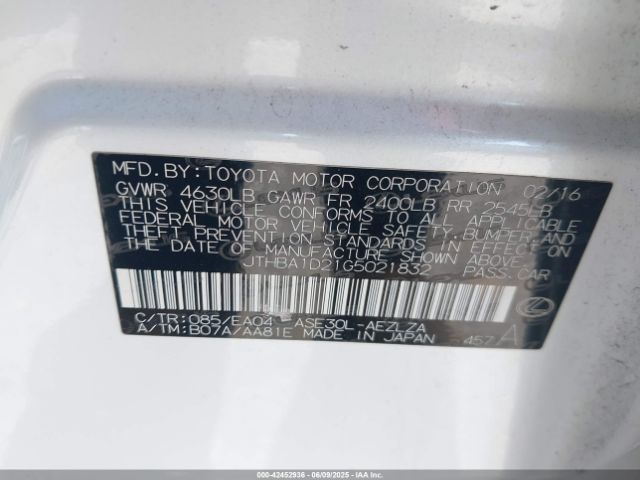 MFD. BY: TOYOTA MOTOR CORPORATION 02/16
GVWR 4630LB GAWR FR 2400LB RR 2545LB
THIS VEHICLE CONFORMS TO ALL APPLICABLE
FEDERAL MOTOR VEHICLE SAFETY, BUMPER, AND
THEFT PREVENTION STANDARDS IN EFFECT ON
THE DATE OF MANUFACTURE SHOWN ABOVE.
JTHBA1D21G5021832 PASS. CAR
C/TR: 085/EA04 ASE30L-AEZLZA
A/TM: B07A/AA81E MADE IN JAPAN 457 A
000-42452936 - 06/09/2025 - IAA Inc.